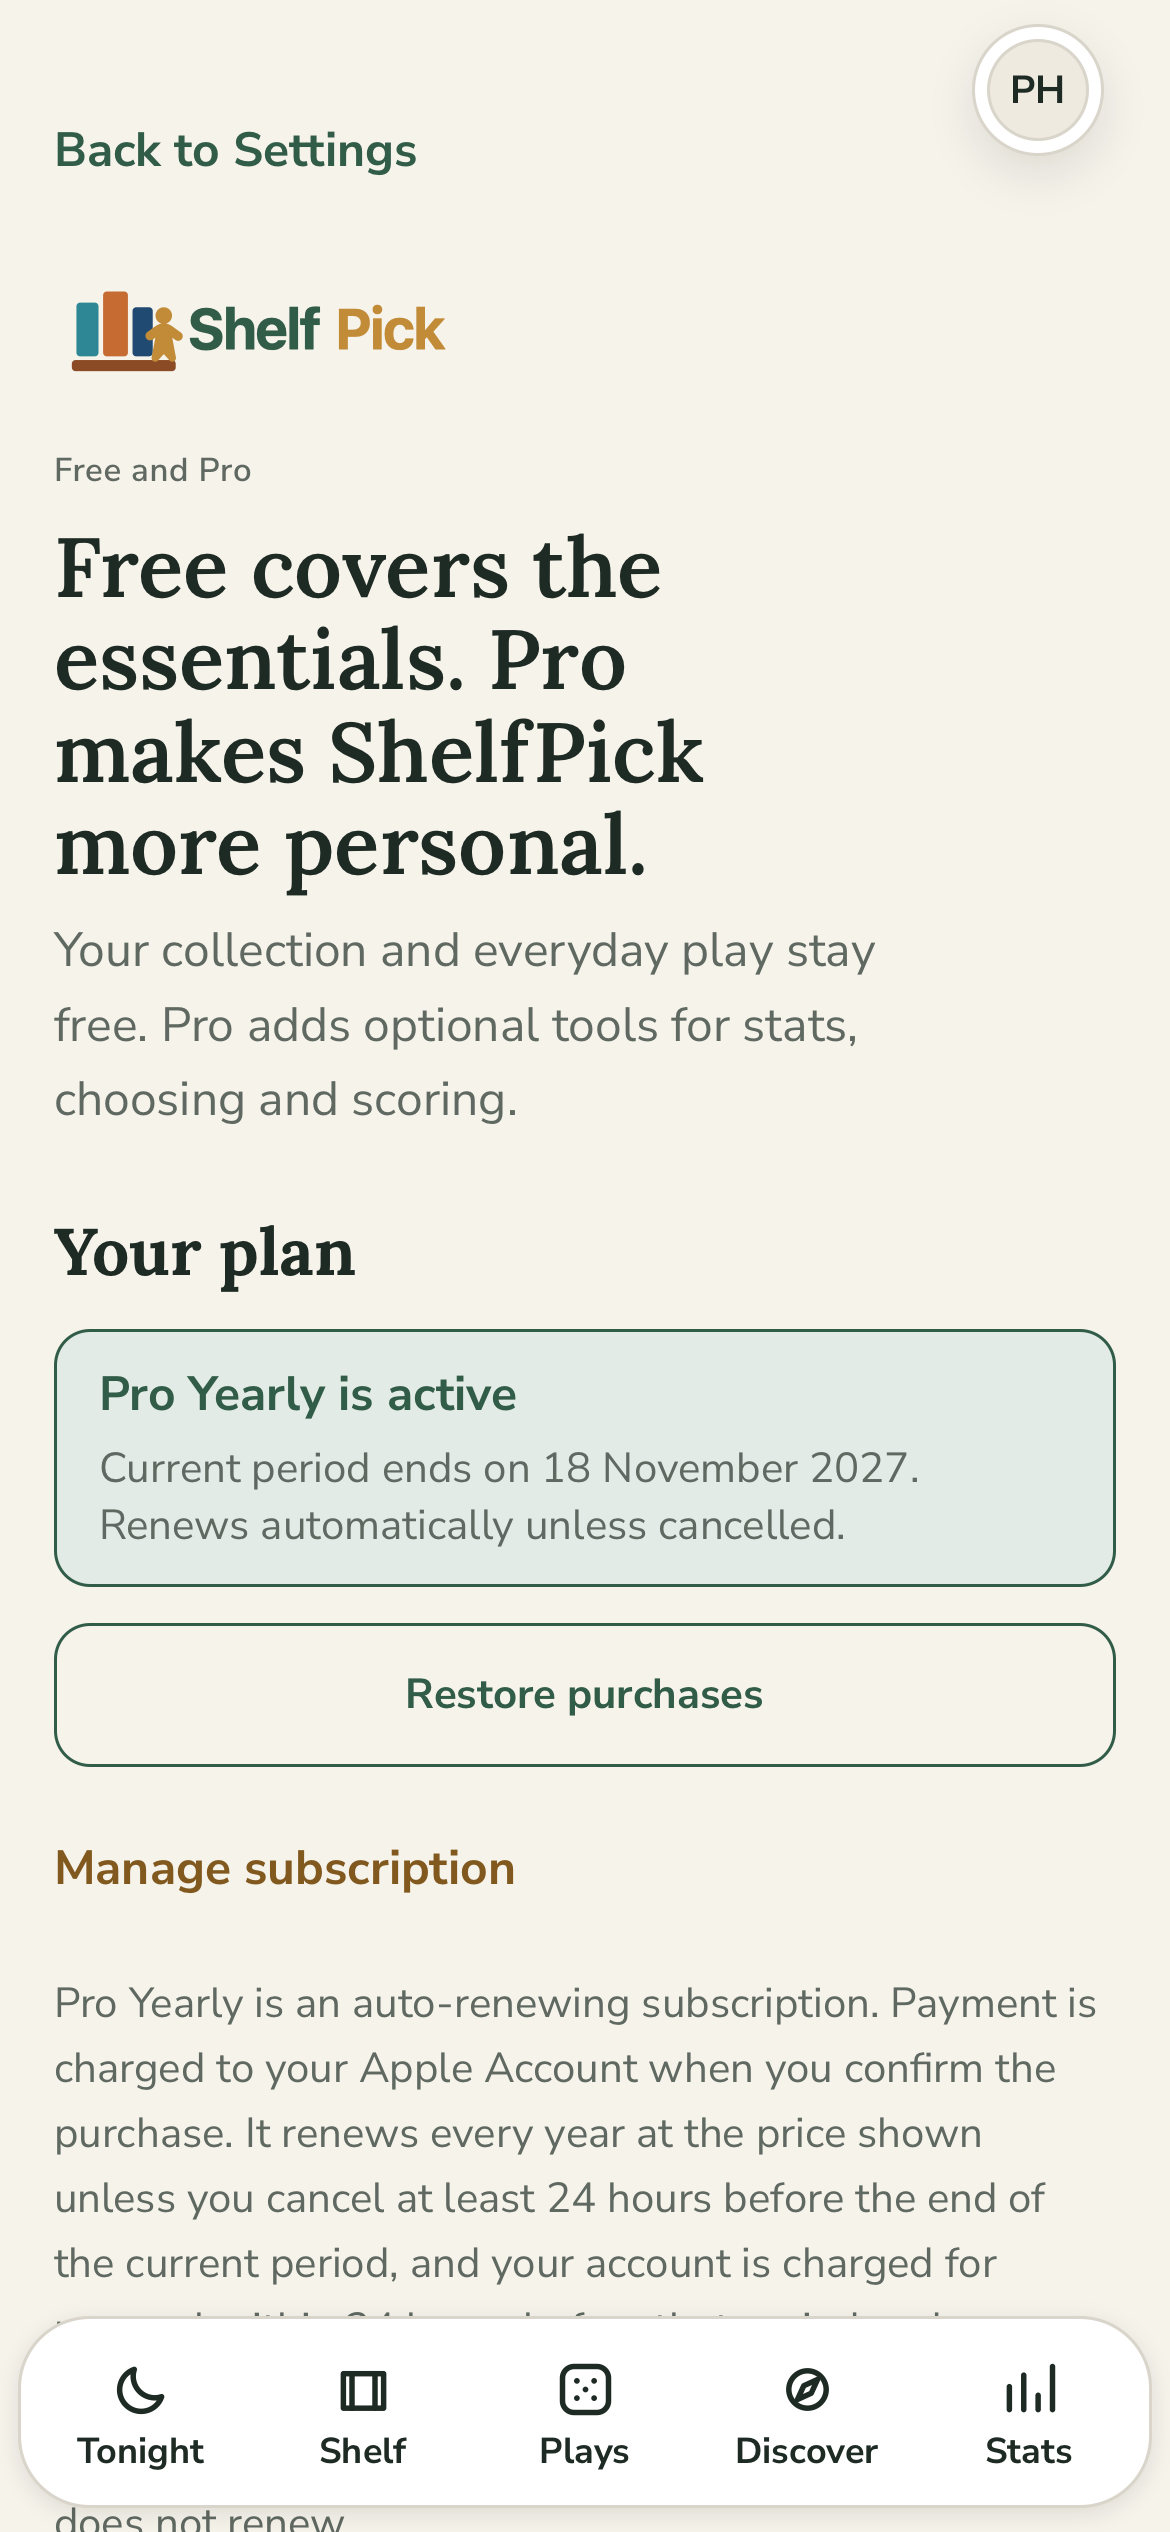 PH
Back to Settings
Shelf Pick
Free and Pro
Free covers the
essentials. Pro
makes ShelfPick
more personal.
Your collection and everyday play stay
free. Pro adds optional tools for stats,
choosing and scoring.
Your plan
Pro Yearly is active
Current period ends on 18 November 2027.
Renews automatically unless cancelled.
Restore purchases
Manage subscription
Pro Yearly is an auto-renewing subscription. Payment is
charged to your Apple Account when you confirm the
purchase. It renews every year at the price shown
unless you cancel at least 24 hours before the end of
the current period, and your account is charged for
Tonight
Shelf
Plays
Discover
Stats
does not renew